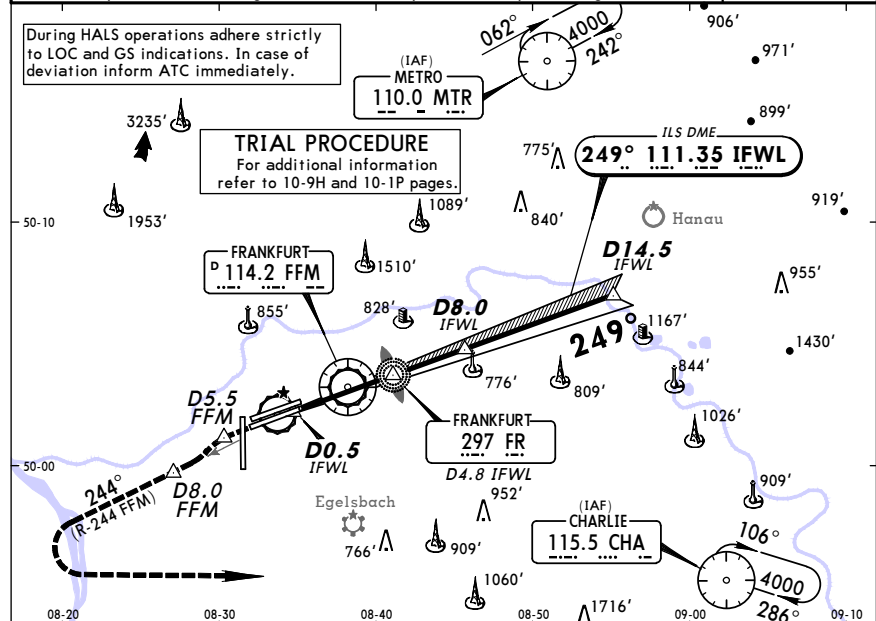 During HALS operations adhere strictly
to LOC and GS indications. In case of
deviation inform ATC immediately.
062°
4000
242°
906'
971'
(IAF)
METRO
110.0 MTR
899'
3235'
TRIAL PROCEDURE
For additional information
refer to 10-9H and 10-1P pages.
775'
ILS DME
249° 111.35 IFWL
919'
1953'
1089'
840'
Hanau
50-10
FRANKFURT
D 114.2 FFM
1510'
D14.5
IFWL
955'
855'
828'
D8.0
IFWL
249°
1167'
1430'
776'
809'
844'
D5.5
FFM
FRANKFURT
297 FR
D4.8 IFWL
1026'
D0.5
IFWL
50-00
D8.0
FFM
244°
(R-244 FFM)
909'
952'
Egelsbach
(IAF)
CHARLIE
115.5 CHA
106°
4000
286°
766'
909'
1060'
1716'
08-20
08-30
08-40
08-50
09-00
09-10